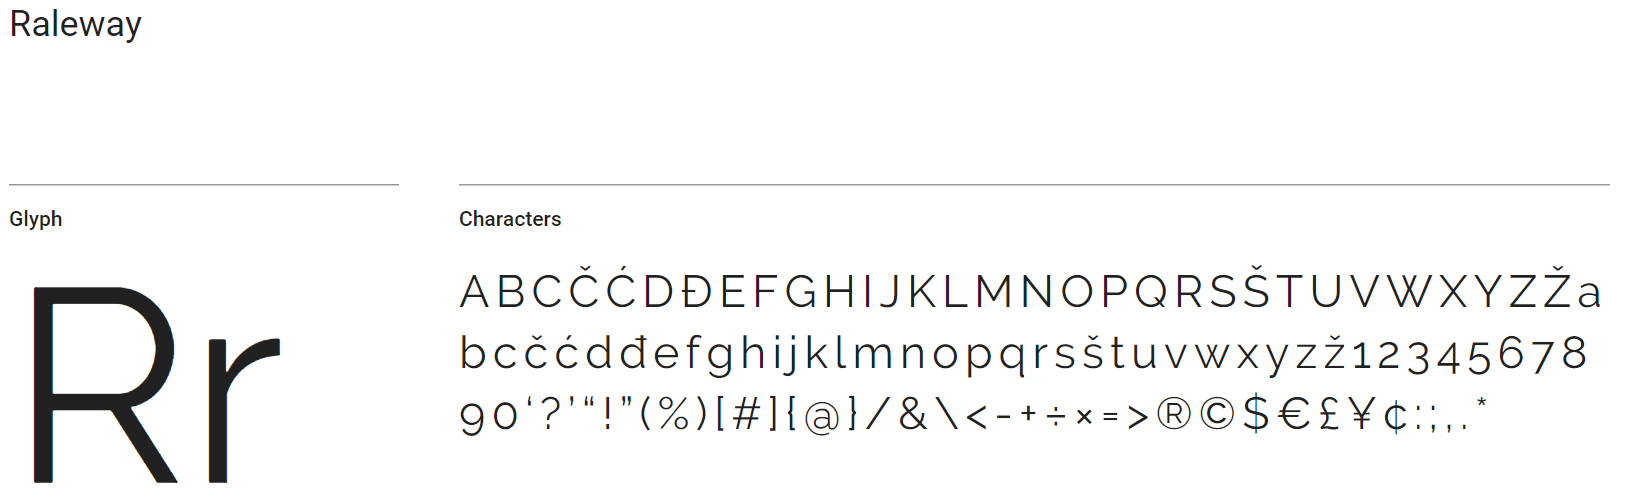 Raleway
Glyph
Characters
Rr
ABCČĆDĐEFGHIJKLMNOPQRSŠTUVWXYZŽa
bcčćdđefghijklmnopqrsštuvwxyzž12345678
90‘?’“!”(%)[#]{@}/&\<-+÷×=>®©$€£¥¢:;,.*